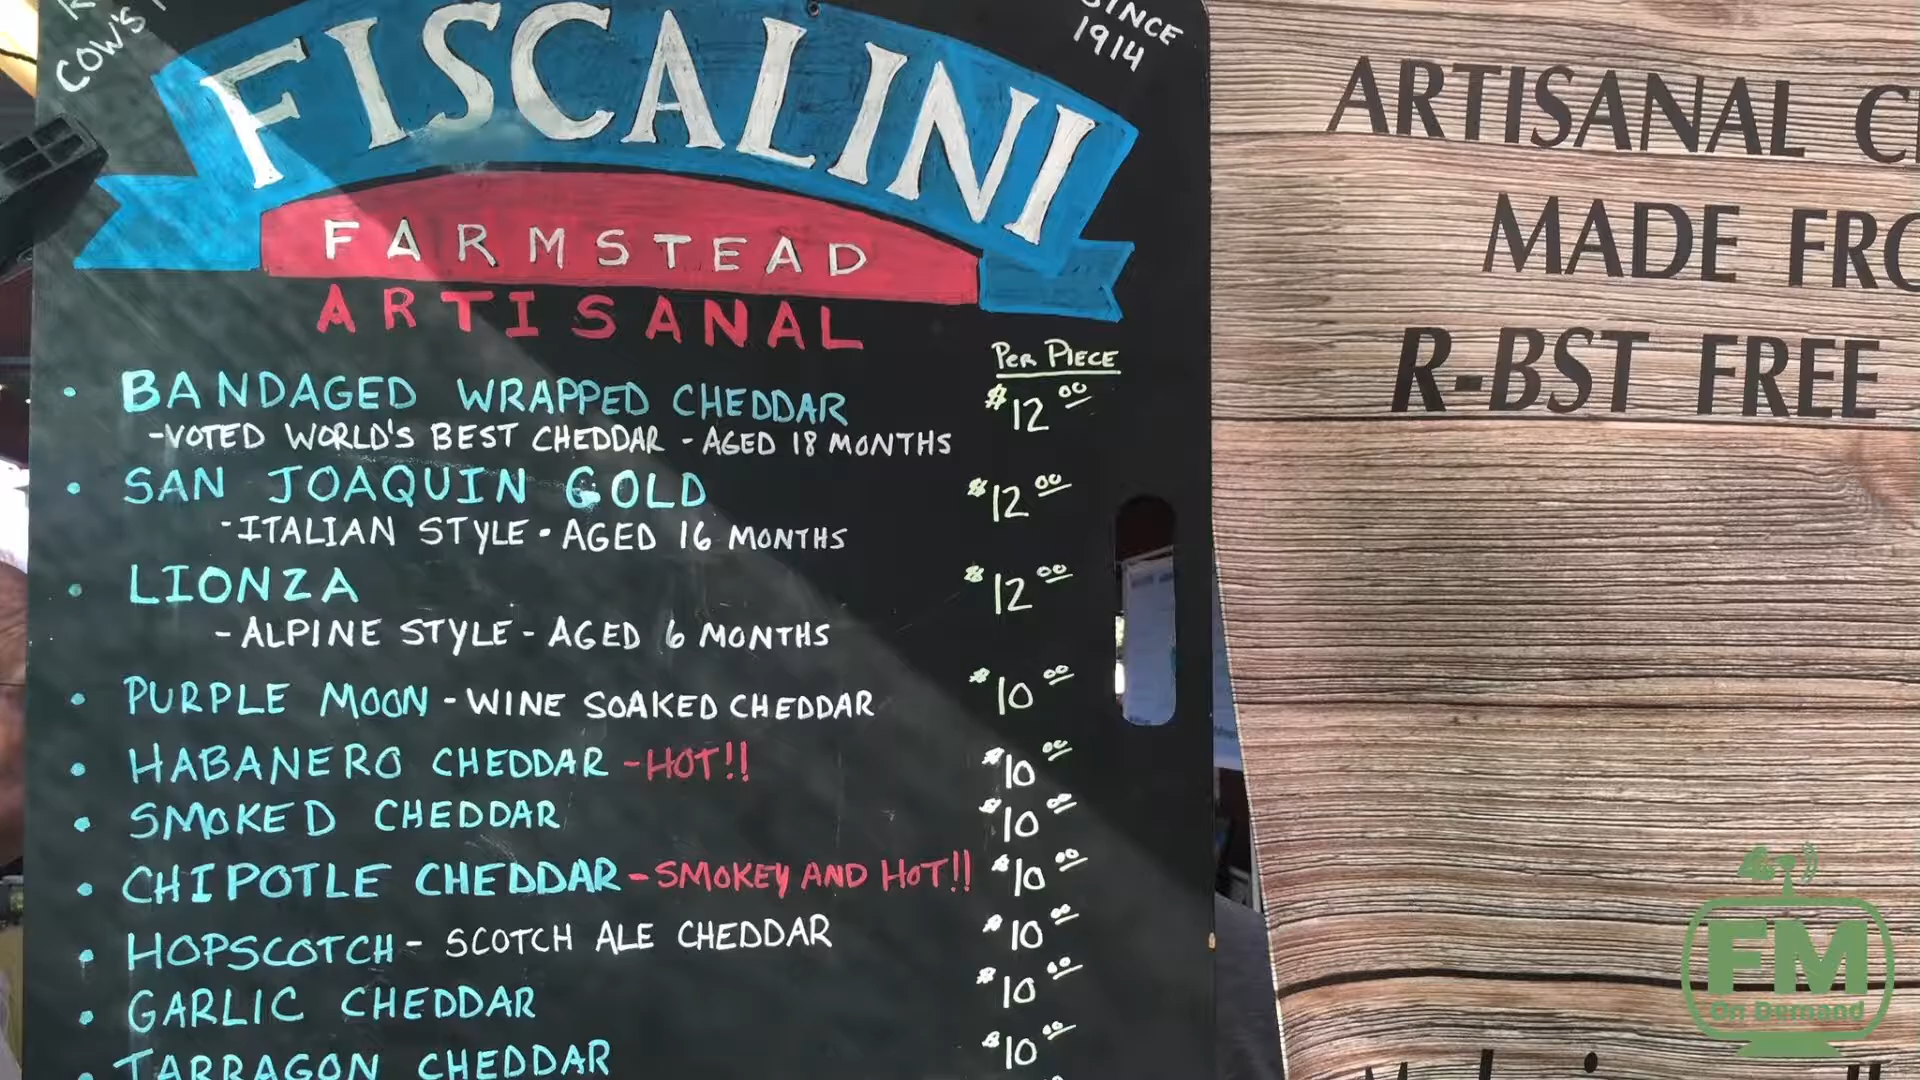 COW'S
SINCE
1914
FISCALINI
FARMSTEAD
ARTISANAL
PER PIECE
• BANDAGED WRAPPED CHEDDAR $12.00
-VOTED WORLD'S BEST CHEDDAR - AGED 18 MONTHS
• SAN JOAQUIN GOLD $12.00
-ITALIAN STYLE • AGED 16 MONTHS
• LIONZA $12.00
-ALPINE STYLE - AGED 6 MONTHS
• PURPLE MOON - WINE SOAKED CHEDDAR $10.00
• HABANERO CHEDDAR - HOT!! $10.00
• SMOKED CHEDDAR $10.00
• CHIPOTLE CHEDDAR - SMOKEY AND HOT!! $10.00
• HOPSCOTCH - SCOTCH ALE CHEDDAR $10.00
• GARLIC CHEDDAR $10.00
• TARRAGON CHEDDAR $10.00
ARTISANAL
MADE
R-BST FREE
FM
On Demand